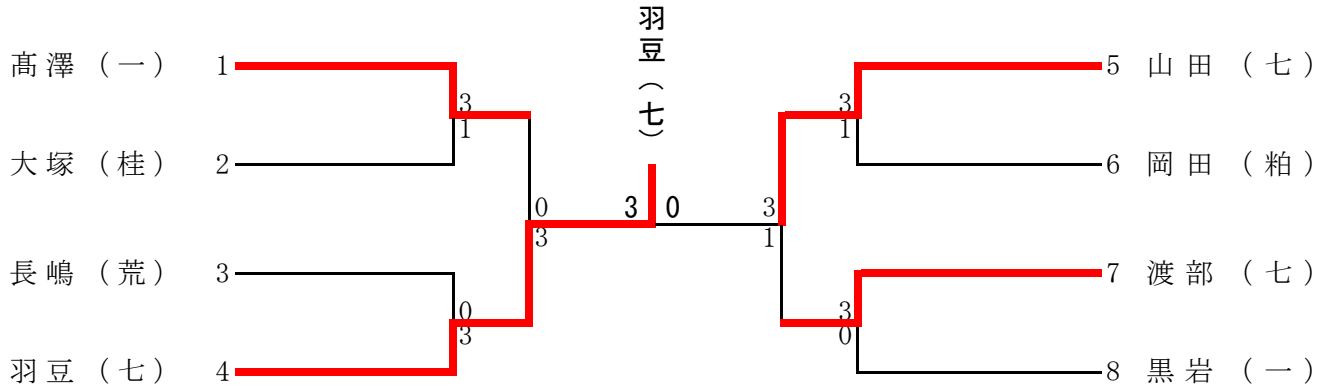 羽豆（七）
髙澤（一） 1
5 山田（七）
3
1
3
1
大塚（桂） 2
6 岡田（粕）
0
3
3 0
3
1
長嶋（荒） 3
7 渡部（七）
0
3
3
0
羽豆（七） 4
8 黒岩（一）